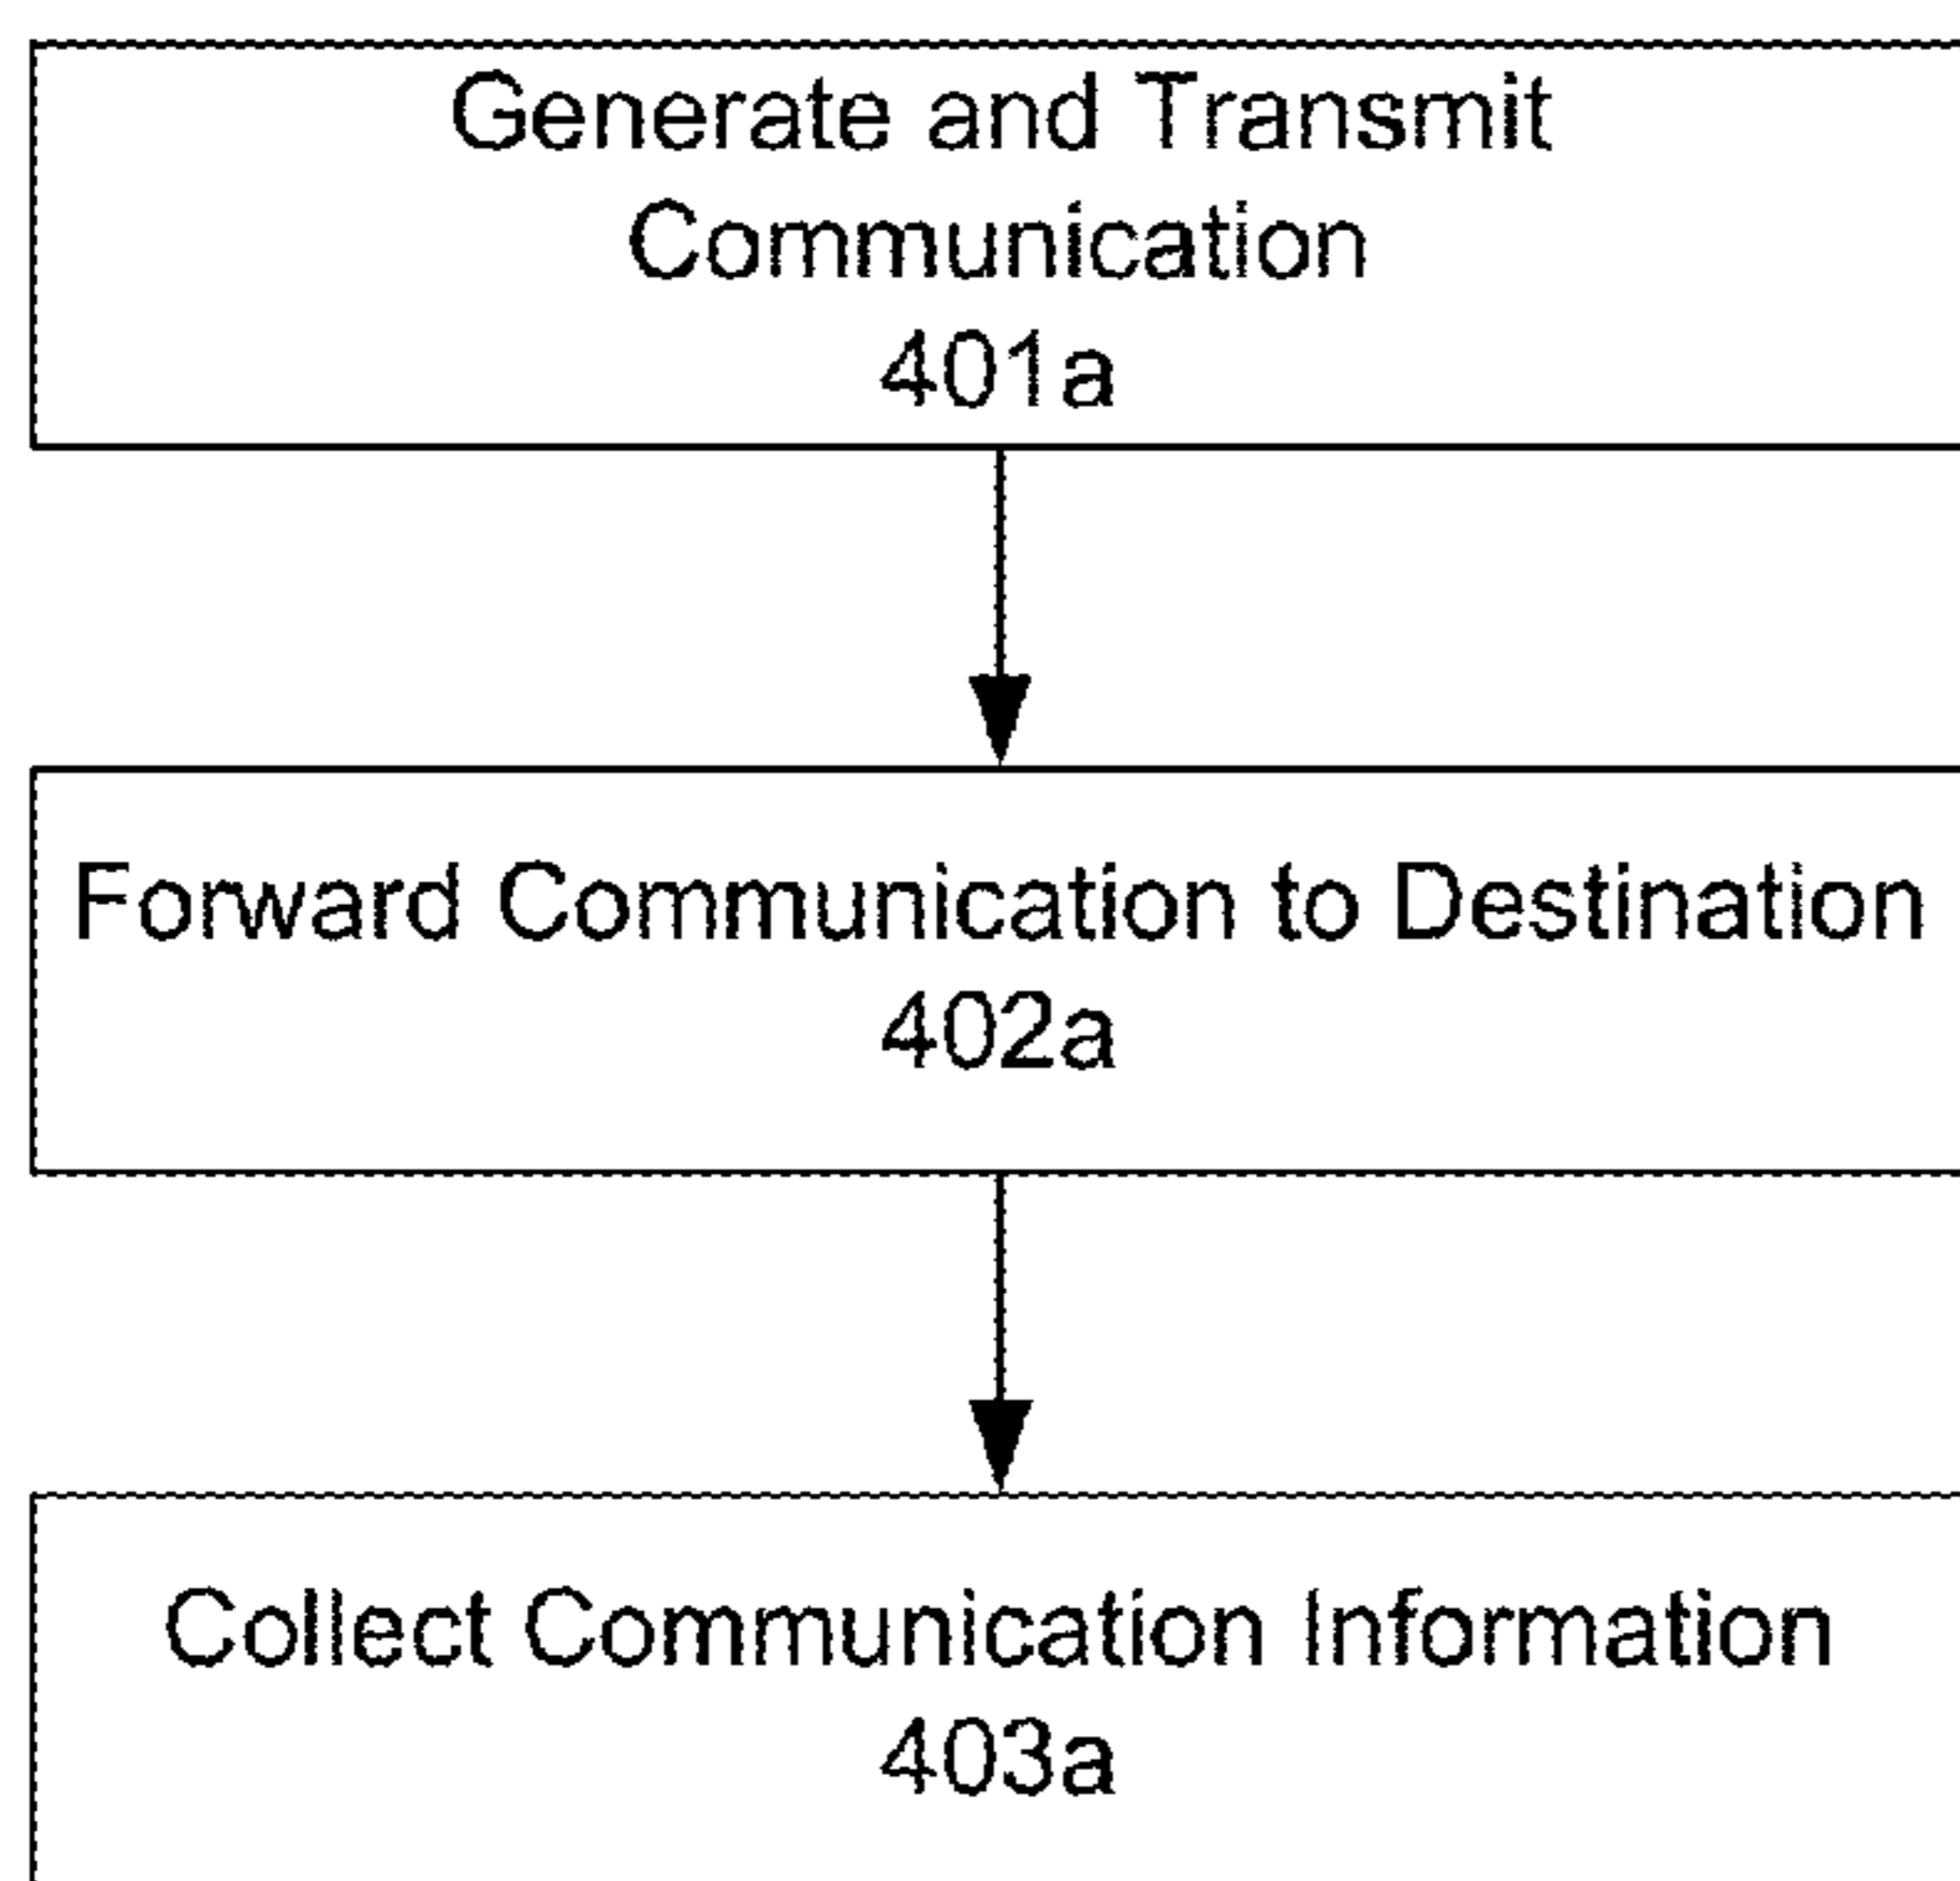 Generate and Transmit
Communication
401a
Forward Communication to Destination
402a
Collect Communication Information
403a